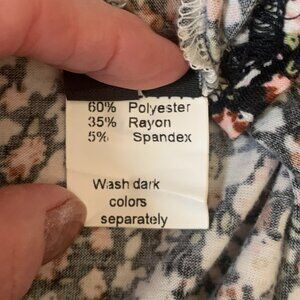 60% Polyester
35% Rayon
5% Spandex
Wash dark
colors
separately